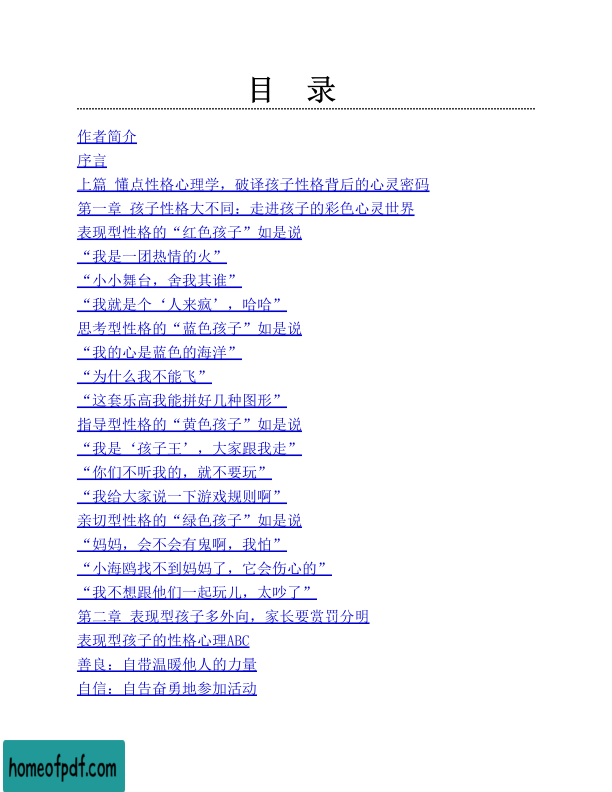 目 录
作者简介
序言
上篇 懂点性格心理学，破译孩子性格背后的心灵密码
第一章 孩子性格大不同：走进孩子的彩色心灵世界
表现型性格的“红色孩子”如是说
“我是一团热情的火”
“小小舞台，舍我其谁”
“我就是个‘人来疯’，哈哈”
思考型性格的“蓝色孩子”如是说
“我的心是蓝色的海洋”
“为什么我不能飞”
“这套乐高我能拼好几种图形”
指导型性格的“黄色孩子”如是说
“我是‘孩子王’，大家跟我走”
“你们不听我的，就不要玩”
“我给大家说一下游戏规则啊”
亲切型性格的“绿色孩子”如是说
“妈妈，会不会有鬼啊，我怕”
“小海鸥找不到妈妈了，它会伤心的”
“我不想跟他们一起玩儿，太吵了”
第二章 表现型孩子多外向，家长要赏罚分明
表现型孩子的性格心理ABC
善良：自带温暖他人的力量
自信：自告奋勇地参加活动
homeofpdf.com